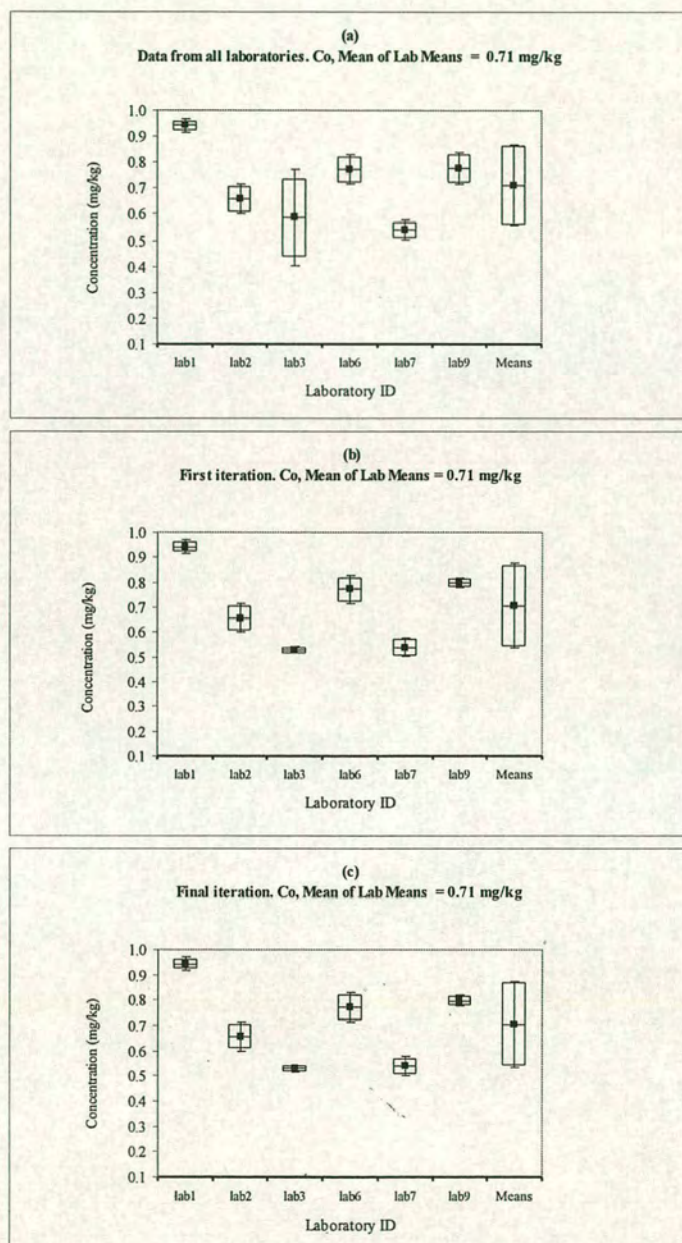 (a)
Data from all laboratories. Co, Mean of Lab Means = 0.71 mg/kg
1.0
0.9
0.8
0.7
0.6
0.5
0.4
0.3
0.2
0.1
Concentration (mg/kg)
lab1 lab2 lab3 lab6 lab7 lab9 Means
Laboratory ID
(b)
First iteration. Co, Mean of Lab Means = 0.71 mg/kg
1.0
0.9
0.8
0.7
0.6
0.5
0.4
0.3
0.2
0.1
Concentration (mg/kg)
lab1 lab2 lab3 lab6 lab7 lab9 Means
Laboratory ID
(c)
Final iteration. Co, Mean of Lab Means = 0.71 mg/kg
1.0
0.9
0.8
0.7
0.6
0.5
0.4
0.3
0.2
0.1
Concentration (mg/kg)
lab1 lab2 lab3 lab6 lab7 lab9 Means
Laboratory ID